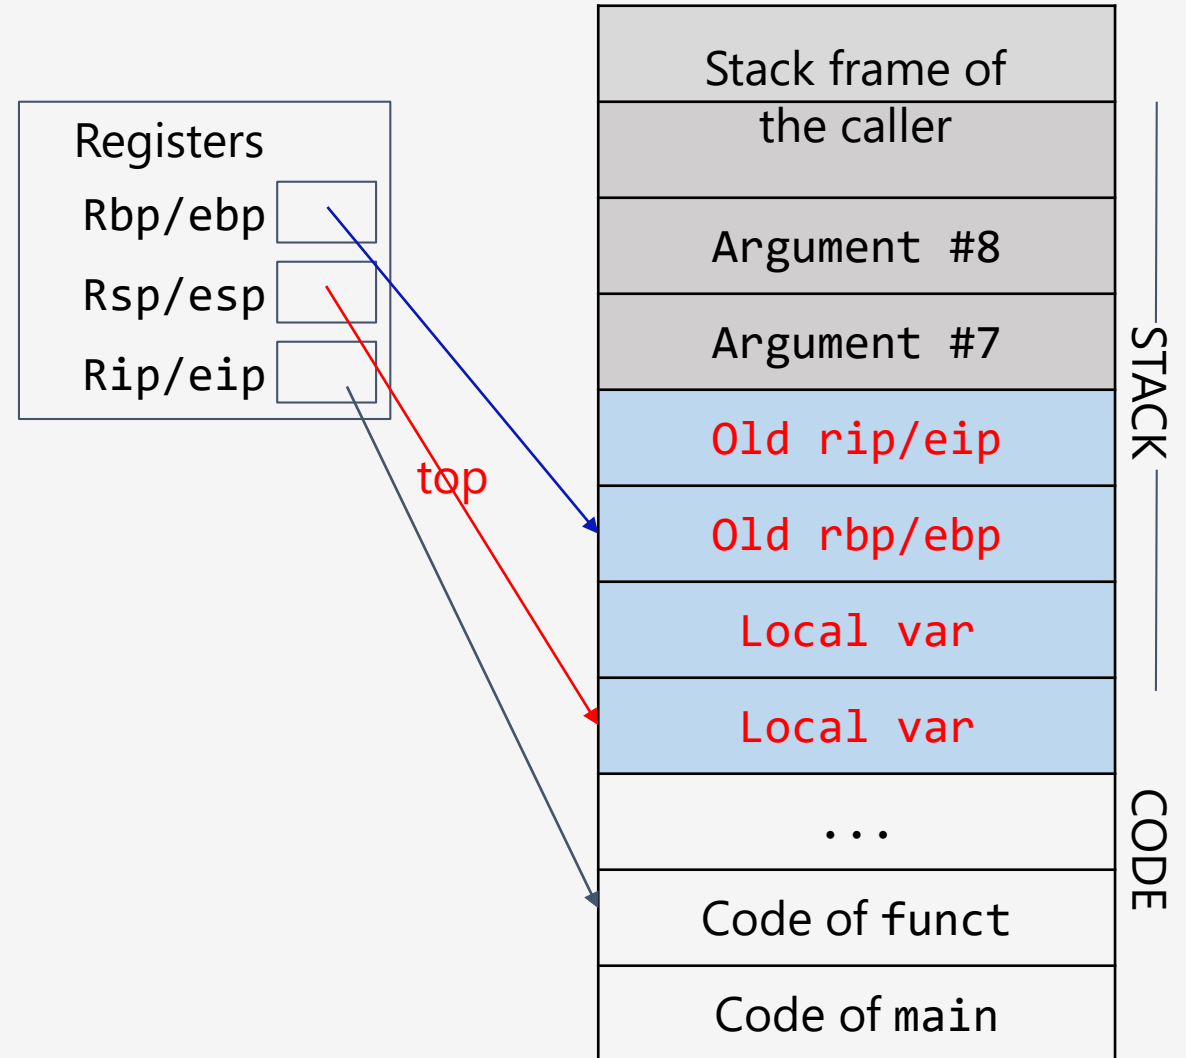 Registers
Rbp/ebp
Rsp/esp
Rip/eip
top
Stack frame of
the caller
Argument #8
Argument #7
Old rip/eip
Old rbp/ebp
Local var
Local var
...
Code of funct
Code of main
STACK
CODE